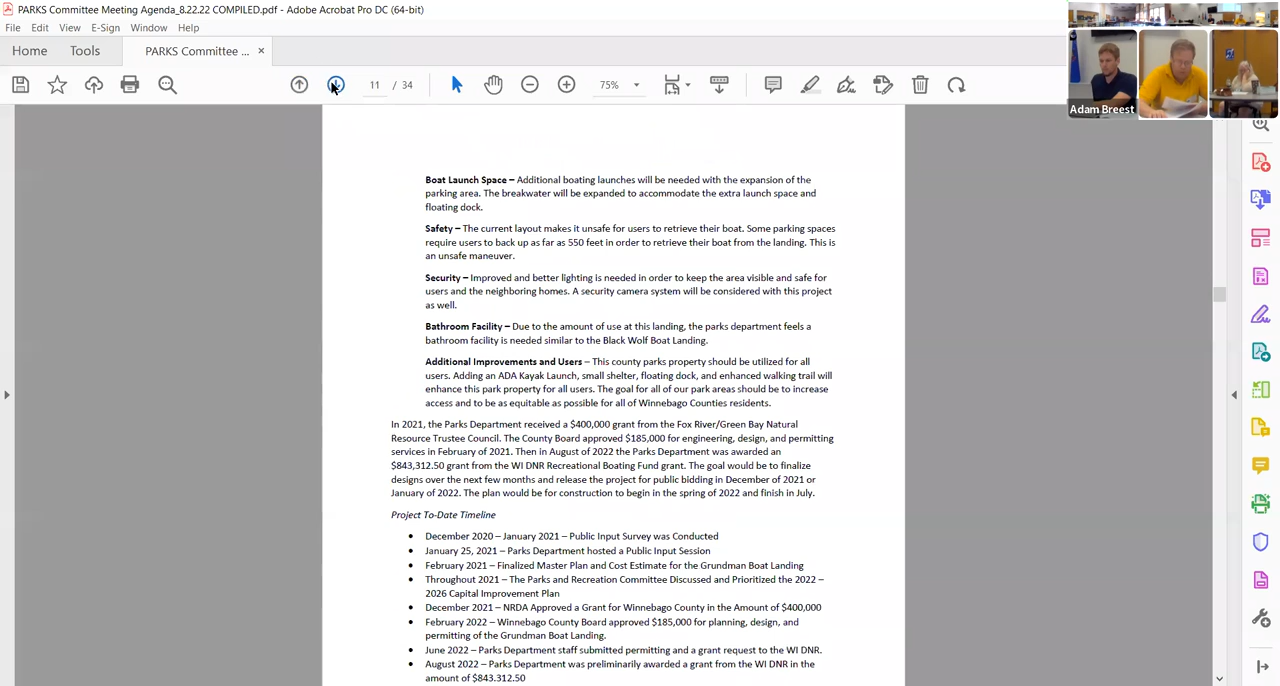 PARKS Committee Meeting Agenda_8.22.22 COMPILED.pdf - Adobe Acrobat Pro DC (64-bit)
File Edit View E-Sign Window Help
Home Tools PARKS Committee ... ×
11 / 34 75%
Adam Breest
Boat Launch Space – Additional boating launches will be needed with the expansion of the
parking area. The breakwater will be expanded to accommodate the extra launch space and
floating dock.
Safety – The current layout makes it unsafe for users to retrieve their boat. Some parking spaces
require users to back up as far as 550 feet in order to retrieve their boat from the landing. This is
an unsafe maneuver.
Security – Improved and better lighting is needed in order to keep the area visible and safe for
users and the neighboring homes. A security camera system will be considered with this project
as well.
Bathroom Facility – Due to the amount of use at this landing, the parks department feels a
bathroom facility is needed similar to the Black Wolf Boat Landing.
Additional Improvements and Users – This county parks property should be utilized for all
users. Adding an ADA Kayak Launch, small shelter, floating dock, and enhanced walking trail will
enhance this park property for all users. The goal for all of our park areas should be to increase
access and to be as equitable as possible for all of Winnebago Counties residents.
In 2021, the Parks Department received a $400,000 grant from the Fox River/Green Bay Natural
Resource Trustee Council. The County Board approved $185,000 for engineering, design, and permitting
services in February of 2021. Then in August of 2022 the Parks Department was awarded an
$843,312.50 grant from the WI DNR Recreational Boating Fund grant. The goal would be to finalize
designs over the next few months and release the project for public bidding in December of 2021 or
January of 2022. The plan would be for construction to begin in the spring of 2022 and finish in July.
Project To-Date Timeline
• December 2020 – January 2021 – Public Input Survey was Conducted
• January 25, 2021 – Parks Department hosted a Public Input Session
• February 2021 – Finalized Master Plan and Cost Estimate for the Grundman Boat Landing
• Throughout 2021 – The Parks and Recreation Committee Discussed and Prioritized the 2022 –
2026 Capital Improvement Plan
• December 2021 – NRDA Approved a Grant for Winnebago County in the Amount of $400,000
• February 2022 – Winnebago County Board approved $185,000 for planning, design, and
permitting of the Grundman Boat Landing.
• June 2022 – Parks Department staff submitted permitting and a grant request to the WI DNR.
• August 2022 – Parks Department was preliminarily awarded a grant from the WI DNR in the
amount of $843.312.50